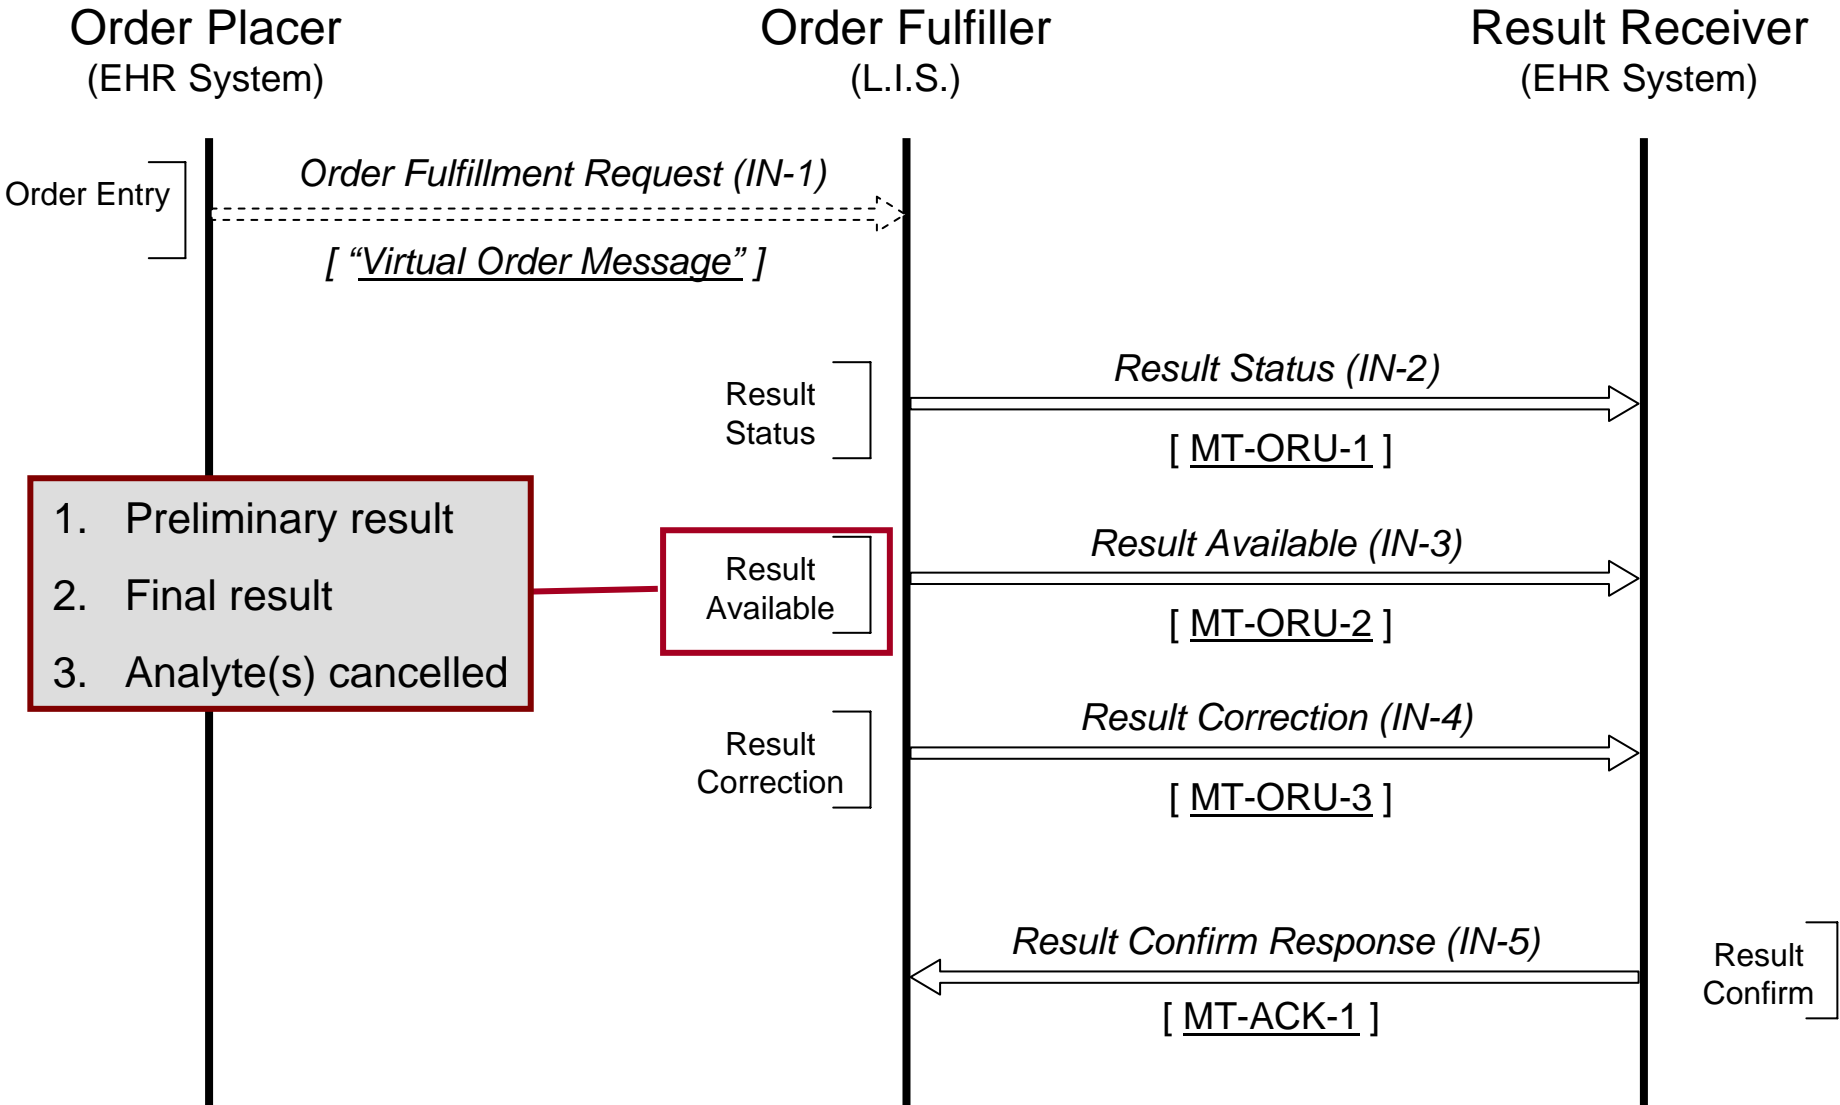 Order Placer
(EHR System)
Order Fulfiller
(L.I.S.)
Result Receiver
(EHR System)
Order Entry
Order Fulfillment Request (IN-1)
[ “Virtual Order Message” ]
Result
Status
Result Status (IN-2)
[ MT-ORU-1 ]
1. Preliminary result
2. Final result
3. Analyte(s) cancelled
Result
Available
Result Available (IN-3)
[ MT-ORU-2 ]
Result
Correction
Result Correction (IN-4)
[ MT-ORU-3 ]
Result Confirm Response (IN-5)
[ MT-ACK-1 ]
Result
Confirm